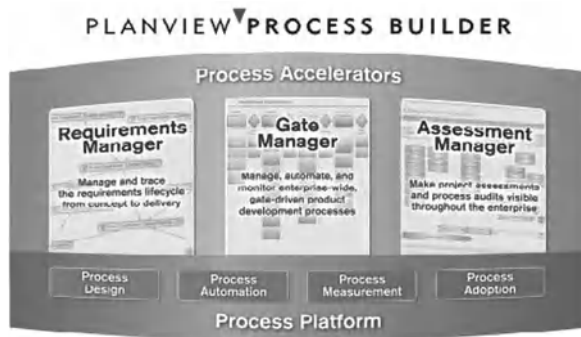 PLANVIEW PROCESS BUILDER
Process Accelerators
Requirements
Manager
Manage and trace
the requirements lifecycle
from concept to delivery
Gate
Manager
Manage, automate, and
monitor enterprise-wide,
gate-driven product
development processes
Assessment
Manager
Make project assessments
and process audits visible
throughout the enterprise
Process
Design
Process
Automation
Process
Measurement
Process
Adoption
Process Platform